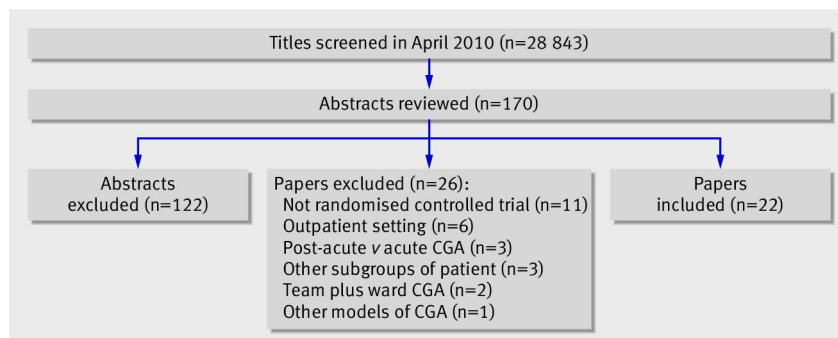 Titles screened in April 2010 (n=28 843)
Abstracts reviewed (n=170)
Abstracts
excluded (n=122)
Papers excluded (n=26):
Not randomised controlled trial (n=11)
Outpatient setting (n=6)
Post-acute v acute CGA (n=3)
Other subgroups of patient (n=3)
Team plus ward CGA (n=2)
Other models of CGA (n=1)
Papers
included (n=22)